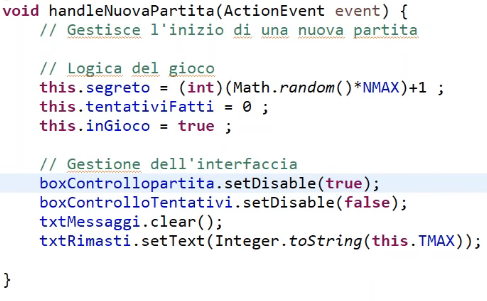 void handleNuovaPartita(ActionEvent event) {
// Gestisce l'inizio di una nuova partita
// Logica del gioco
this.segreto = (int)(Math.random()*NMAX)+1 ;
this.tentativiFatti = 0 ;
this.inGioco = true ;
// Gestione dell'interfaccia
boxControllopartita.setDisable(true);
boxControlloTentativi.setDisable(false);
txtMessaggi.clear();
txtRimasti.setText(Integer.toString(this.TMAX));
}